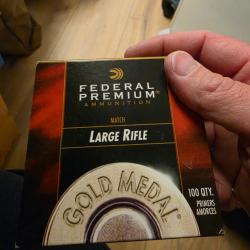 FEDERAL
PREMIUM®
AMMUNITION
MATCH
LARGE RIFLE
GOLD MEDAL
100 QTY.
PRIMERS
AMORCES